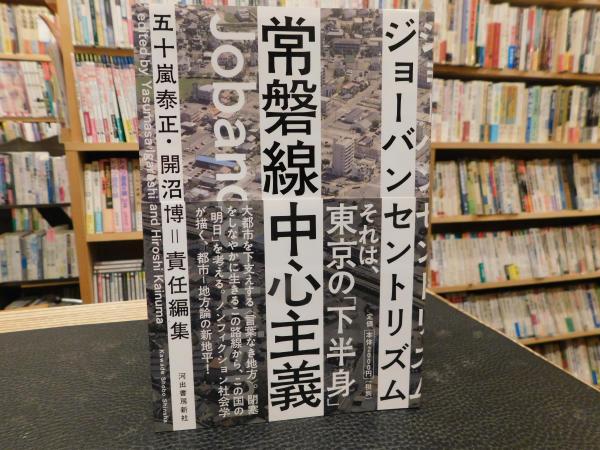 ジョーバンセントリズム
常磐線中心主義
Joban
それは、
東京の「下半身」
定価 本体2000円(税別)
大都市を下支えする〈言葉なき地方〉。閉塞
をしなやかに生きるこの路線から、この国の
「明日」を考える。ノンフィクション社会学
が描く、都市―地方論の新地平!
五十嵐泰正・開沼博=責任編集
edited by Yasumasa Igarashi and Hiroshi Kainuma
河出書房新社
Kawade Shobo Shinsha